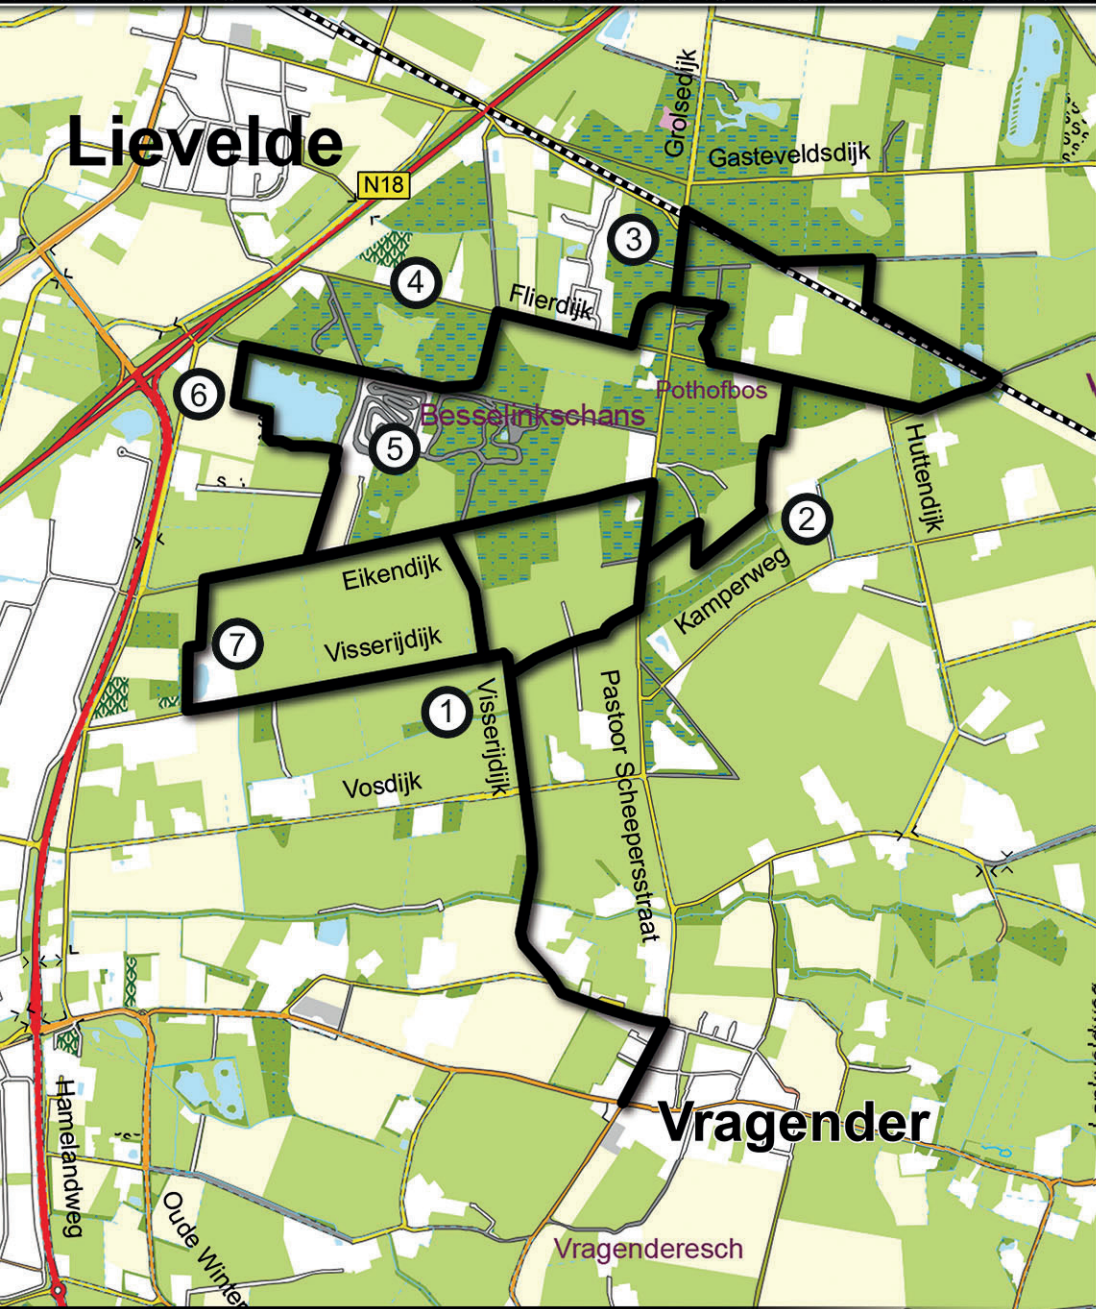 Lievelde
N18
Grolsedijk
Gasteveldsdijk
3
4
Flierdijk
6
Pothofbos
Besselinkschans
5
Huttendijk
2
Eikendijk
Kamperweg
7
Visserijdijk
1
Visserijdijk
Pastoor Scheepersstraat
Vosdijk
Vragender
Hamelandweg
Oude Winter
Vragenderesch